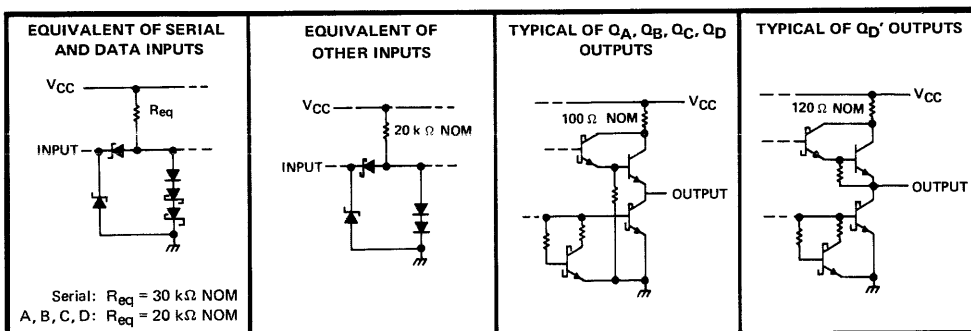 EQUIVALENT OF SERIAL
AND DATA INPUTS
VCC
Req
INPUT
Serial: Req = 30 kΩ NOM
A, B, C, D: Req = 20 kΩ NOM
EQUIVALENT OF
OTHER INPUTS
VCC
20 kΩ NOM
INPUT
TYPICAL OF QA, QB, QC, QD
OUTPUTS
VCC
100 Ω NOM
OUTPUT
TYPICAL OF QD' OUTPUTS
VCC
120 Ω NOM
OUTPUT